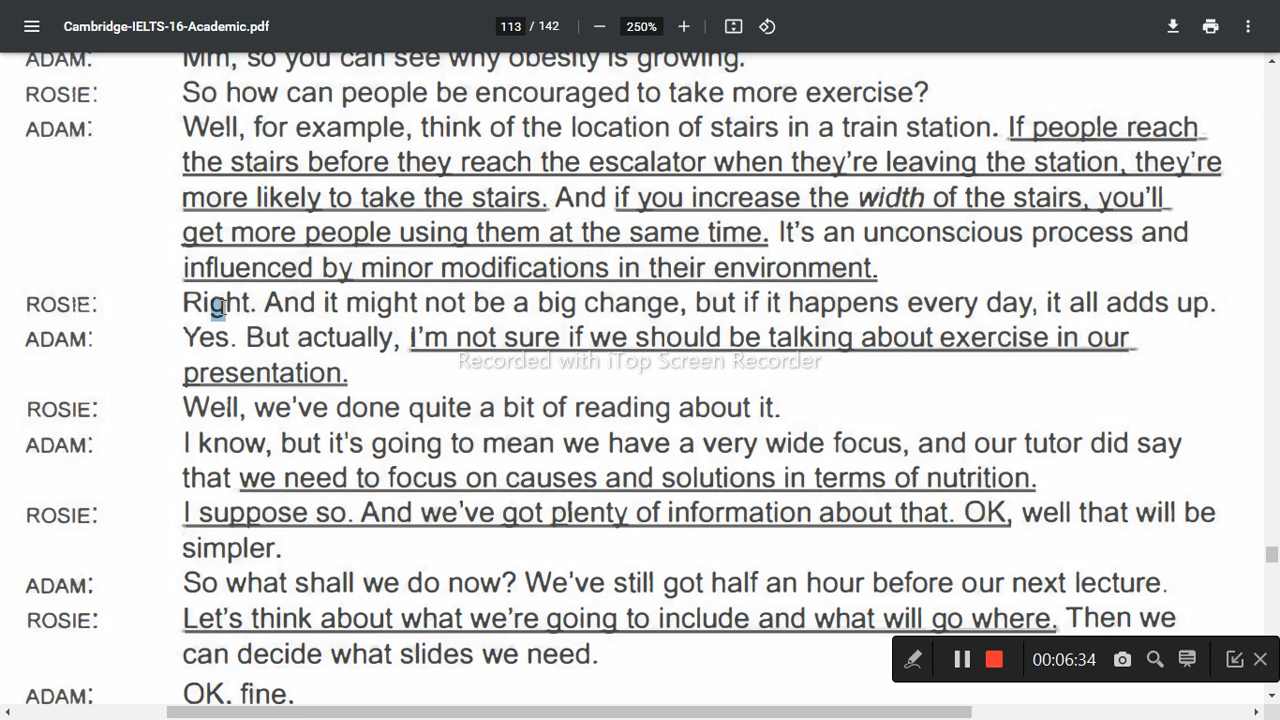 Cambridge-IELTS-16-Academic.pdf 113 / 142 250%
ADAM: Mm, so you can see why obesity is growing.
ROSIE: So how can people be encouraged to take more exercise?
ADAM: Well, for example, think of the location of stairs in a train station. If people reach
the stairs before they reach the escalator when they're leaving the station, they're
more likely to take the stairs. And if you increase the width of the stairs, you'll
get more people using them at the same time. It's an unconscious process and
influenced by minor modifications in their environment.
ROSIE: Right. And it might not be a big change, but if it happens every day, it all adds up.
ADAM: Yes. But actually, I'm not sure if we should be talking about exercise in our
Recorded with iTop Screen Recorder
presentation.
ROSIE: Well, we've done quite a bit of reading about it.
ADAM: I know, but it's going to mean we have a very wide focus, and our tutor did say
that we need to focus on causes and solutions in terms of nutrition.
ROSIE: I suppose so. And we've got plenty of information about that. OK, well that will be
simpler.
ADAM: So what shall we do now? We've still got half an hour before our next lecture.
ROSIE: Let's think about what we're going to include and what will go where. Then we
can decide what slides we need.
00:06:34
ADAM: OK, fine.